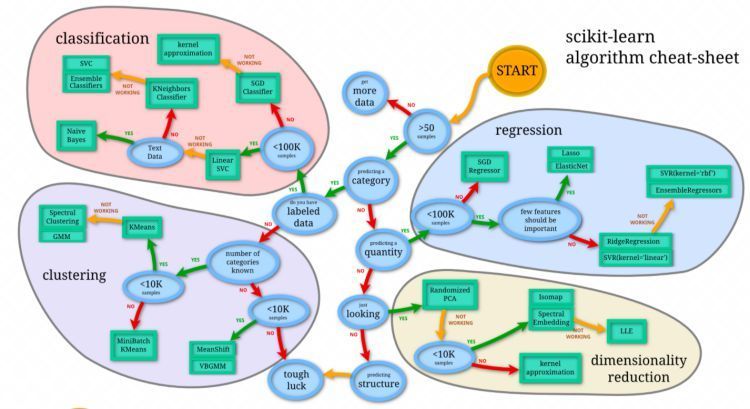 scikit-learn
algorithm cheat-sheet
START
get
more
data
NO
>50
samples
YES
predicting a
category
YES
NO
do you have
labeled
data
YES
NO
predicting a
quantity
YES
NO
just
looking
YES
NO
predicting
structure
tough
luck
classification
kernel
approximation
NOT
WORKING
SGD
Classifier
NO
<100K
samples
YES
Linear
SVC
NOT
WORKING
Text
Data
YES
Naive
Bayes
NO
KNeighbors
Classifier
NOT
WORKING
SVC
Ensemble
Classifiers
regression
<100K
samples
NO
SGD
Regressor
YES
few features
should be
important
YES
Lasso
ElasticNet
NO
RidgeRegression
SVR(kernel='linear')
NOT
WORKING
SVR(kernel='rbf')
EnsembleRegressors
clustering
number of
categories
known
YES
NO
<10K
samples
YES
KMeans
NOT
WORKING
Spectral
Clustering
GMM
NO
MiniBatch
KMeans
<10K
samples
YES
MeanShift
VBGMM
NO
dimensionality
reduction
Randomized
PCA
NOT
WORKING
<10K
samples
YES
Isomap
Spectral
Embedding
NOT
WORKING
LLE
NO
kernel
approximation